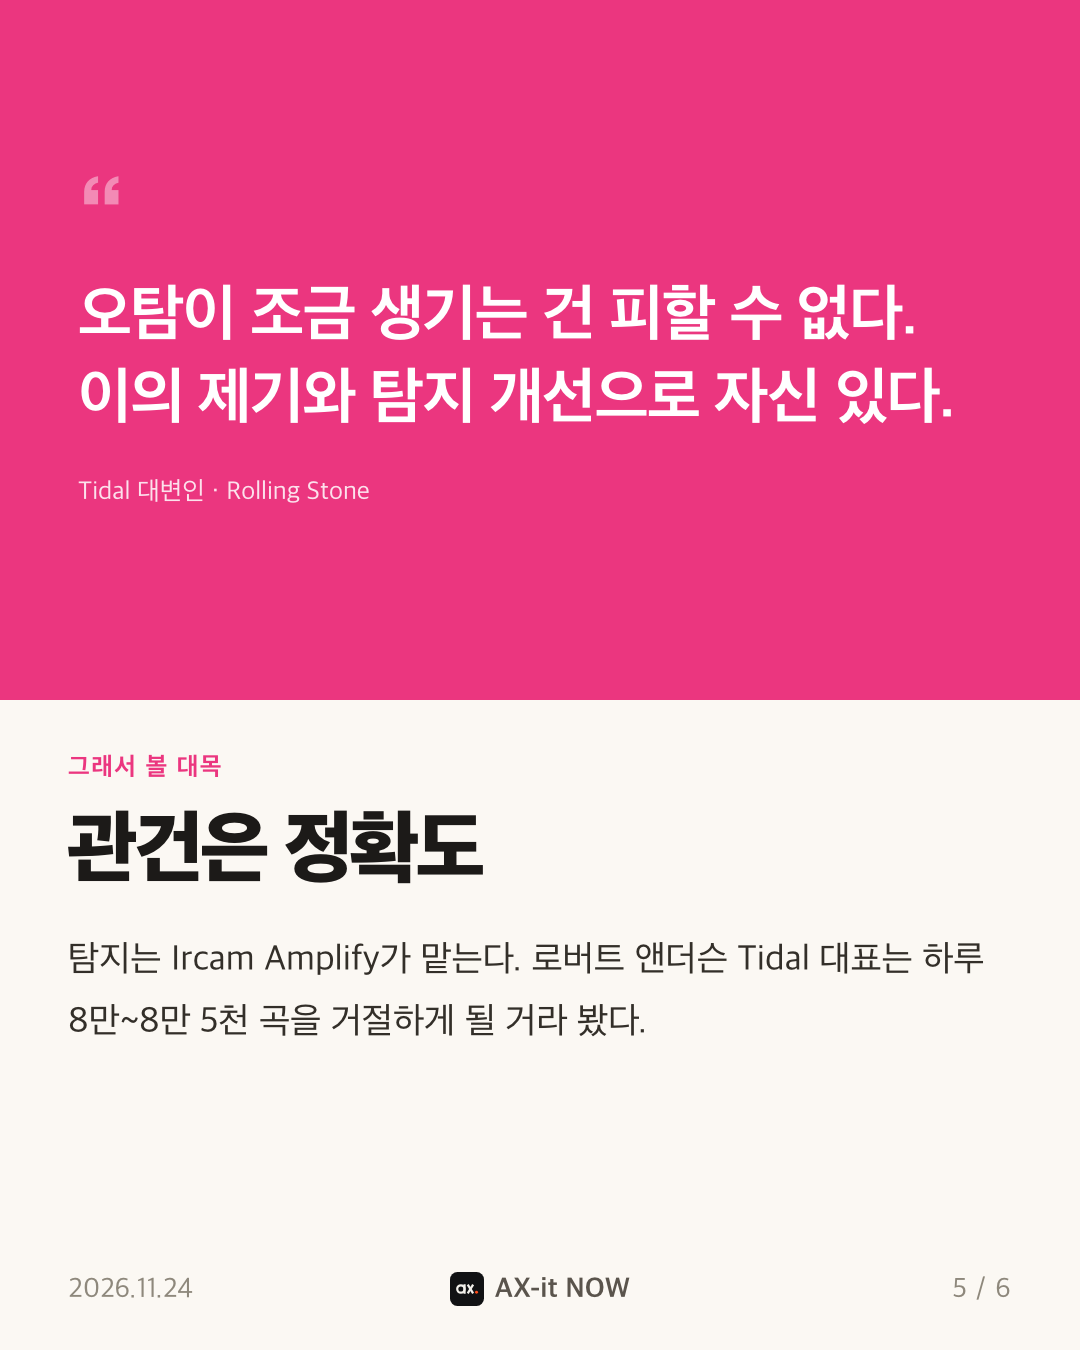 “
오탐이 조금 생기는 건 피할 수 없다.
이의 제기와 탐지 개선으로 자신 있다.
Tidal 대변인 · Rolling Stone
그래서 볼 대목
관건은 정확도
탐지는 Ircam Amplify가 맡는다. 로버트 앤더슨 Tidal 대표는 하루
8만~8만 5천 곡을 거절하게 될 거라 봤다.
2026.11.24
ax. AX-it NOW
5 / 6